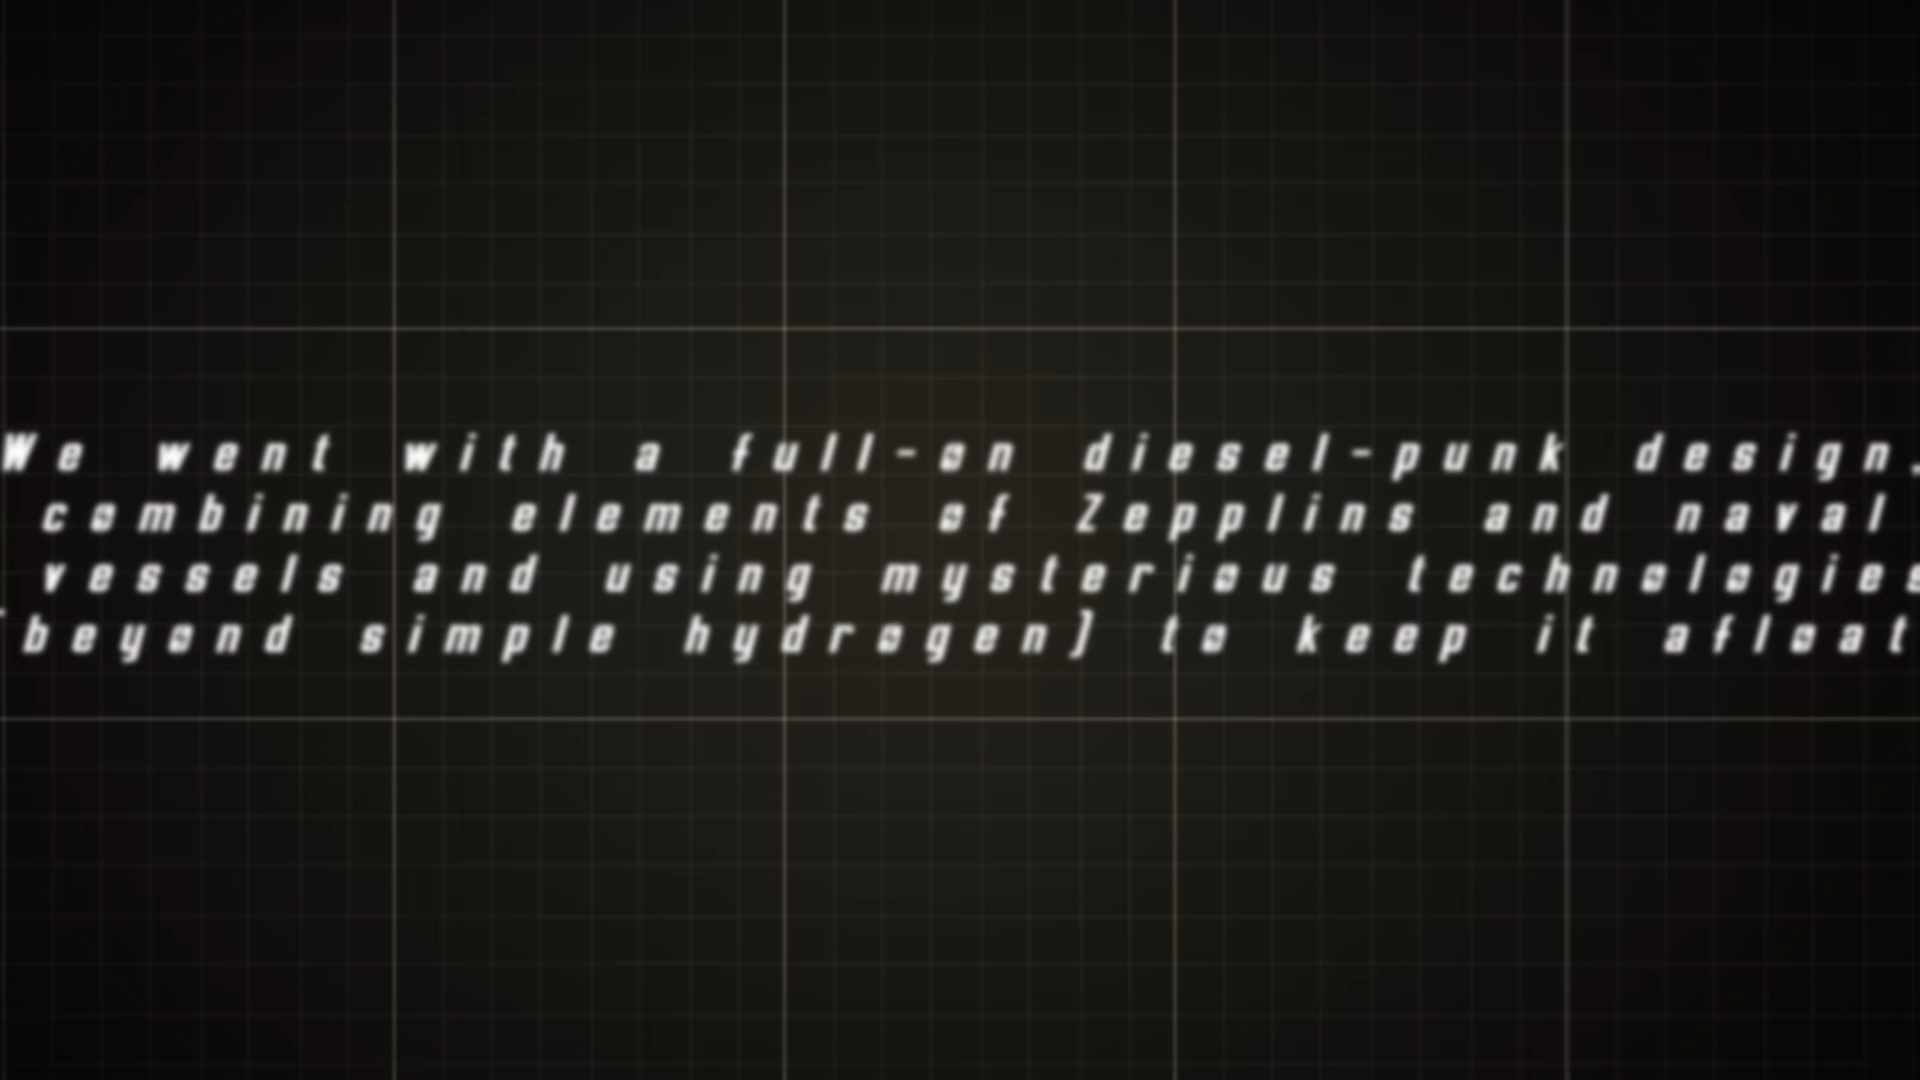 We went with a full-on diesel-punk design,
combining elements of Zepplins and naval
vessels and using mysterious technologies
(beyond simple hydrogen) to keep it afloat